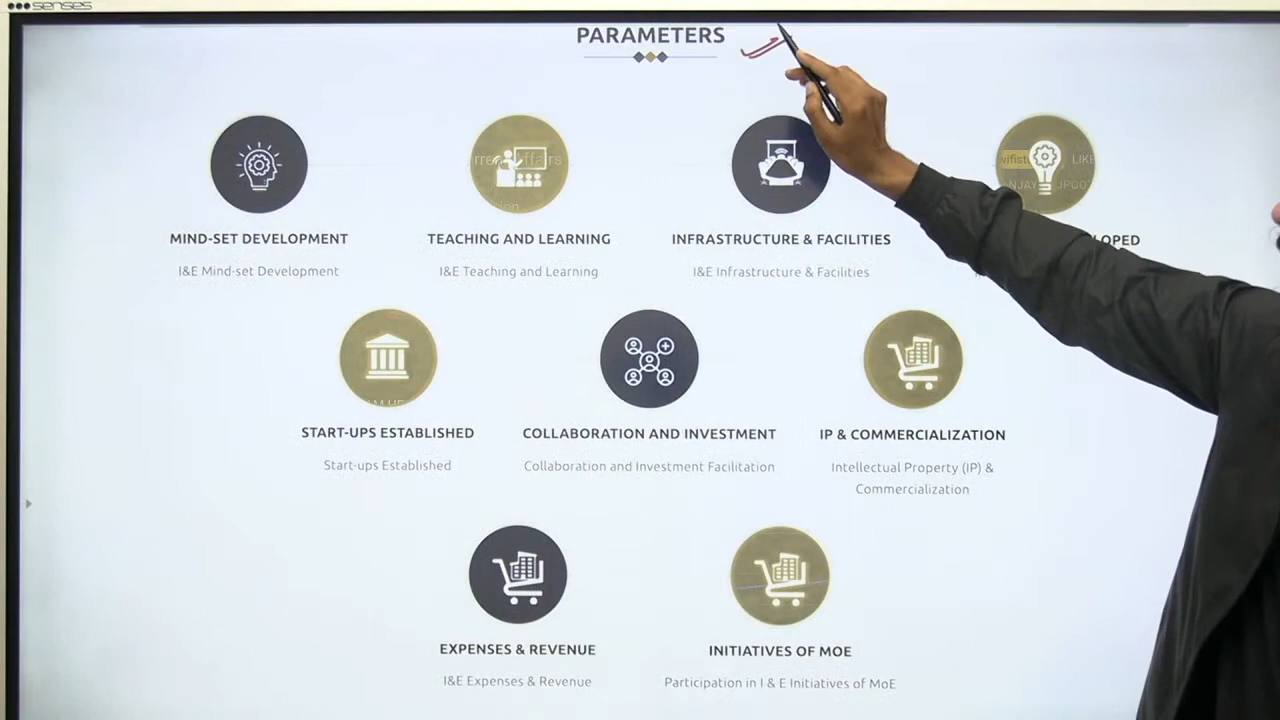 senses
PARAMETERS
MIND-SET DEVELOPMENT
I&E Mind-set Development
TEACHING AND LEARNING
I&E Teaching and Learning
INFRASTRUCTURE & FACILITIES
I&E Infrastructure & Facilities
START-UPS ESTABLISHED
Start-ups Established
COLLABORATION AND INVESTMENT
Collaboration and Investment Facilitation
IP & COMMERCIALIZATION
Intellectual Property (IP) &
Commercialization
EXPENSES & REVENUE
I&E Expenses & Revenue
INITIATIVES OF MOE
Participation in I & E Initiatives of MoE